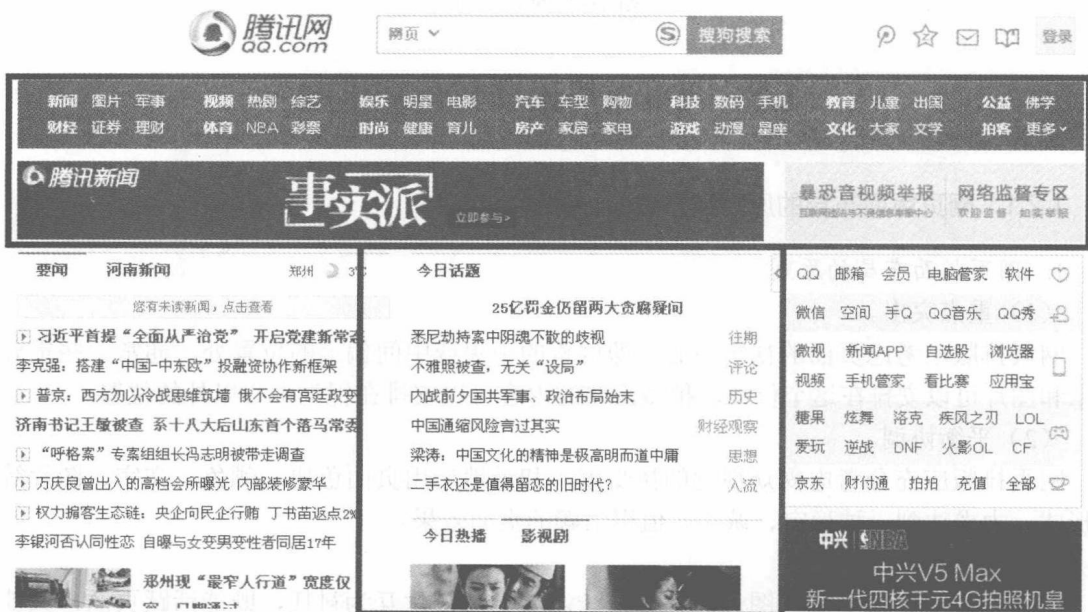 腾讯网
QQ.com
网页
搜狗搜索
登录
新闻 图片 军事 视频 热剧 综艺 娱乐 明星 电影 汽车 车型 购物 科技 数码 手机 教育 儿童 出国 公益 佛学
财经 证券 理财 体育 NBA 彩票 时尚 健康 育儿 房产 家居 家电 游戏 动漫 星座 文化 大家 文学 拍客 更多
腾讯新闻
事实派
立即参与>
暴恐音视频举报
网络监督专区
欢迎监督 如实举报
要闻 河南新闻 郑州 3℃
您有未读新闻,点击查看
习近平首提“全面从严治党” 开启党建新常态
李克强:搭建“中国-中东欧”投融资协作新框架
普京:西方勿以冷战思维筑墙 俄不会有宫廷政变
济南书记王敏被查 系十八大后山东首个落马常委
“呼格案”专案组组长冯志明被带走调查
万庆良曾出入的高档会所曝光 内部装修豪华
权力掮客生态链:央企向民企行贿 丁书苗返点2%
李银河否认同性恋 自曝与女变男变性者同居17年
郑州现“最窄人行道”宽度仅
今日话题
25亿罚金仍留两大贪腐疑问
悉尼劫持案中阴魂不散的歧视 往期
不雅照被查,无关“设局” 评论
内战前夕国共军事、政治布局始末 历史
中国通缩风险言过其实 财经观察
梁涛:中国文化的精神是极高明而道中庸 思想
二手衣还是值得留恋的旧时代? 人流
今日热播 影视剧
QQ 邮箱 会员 电脑管家 软件
微信 空间 手Q QQ音乐 QQ秀
微视 新闻APP 自选股 浏览器
视频 手机管家 看比赛 应用宝
糖果 炫舞 洛克 疾风之刃 LOL
爱玩 逆战 DNF 火影OL CF
京东 财付通 拍拍 充值 全部
中兴 NBA
中兴V5 Max
新一代四核千元4G拍照机皇